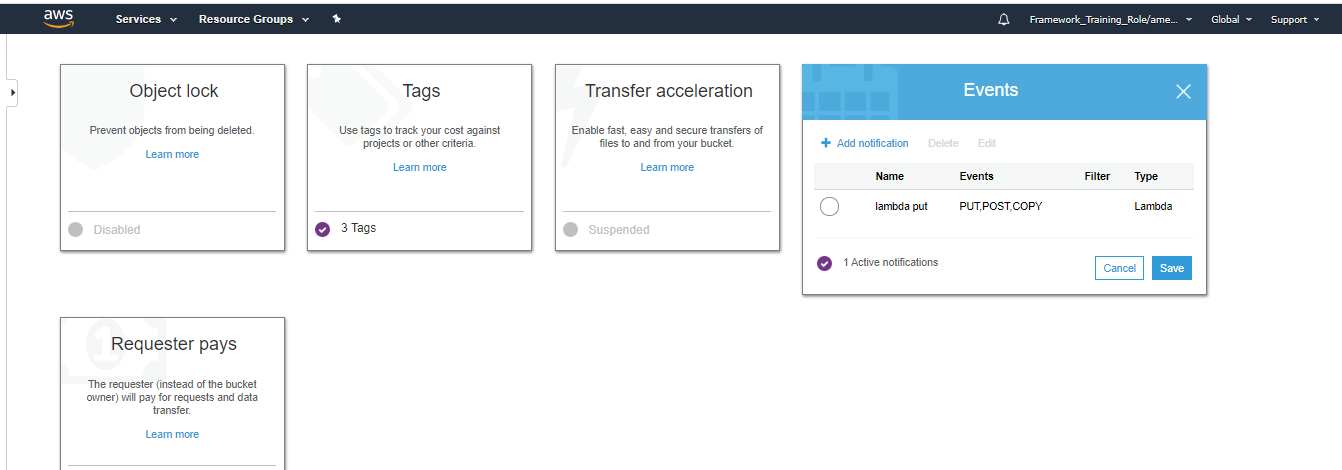 aws Services Resource Groups Framework_Training_Role/ame... Global Support
Object lock
Prevent objects from being deleted.
Learn more
Disabled
Tags
Use tags to track your cost against
projects or other criteria.
Learn more
3 Tags
Transfer acceleration
Enable fast, easy and secure transfers of
files to and from your bucket.
Learn more
Suspended
Events
+ Add notification Delete Edit
Name Events Filter Type
lambda put PUT,POST,COPY Lambda
1 Active notifications
Cancel Save
Requester pays
The requester (instead of the bucket
owner) will pay for requests and data
transfer.
Learn more